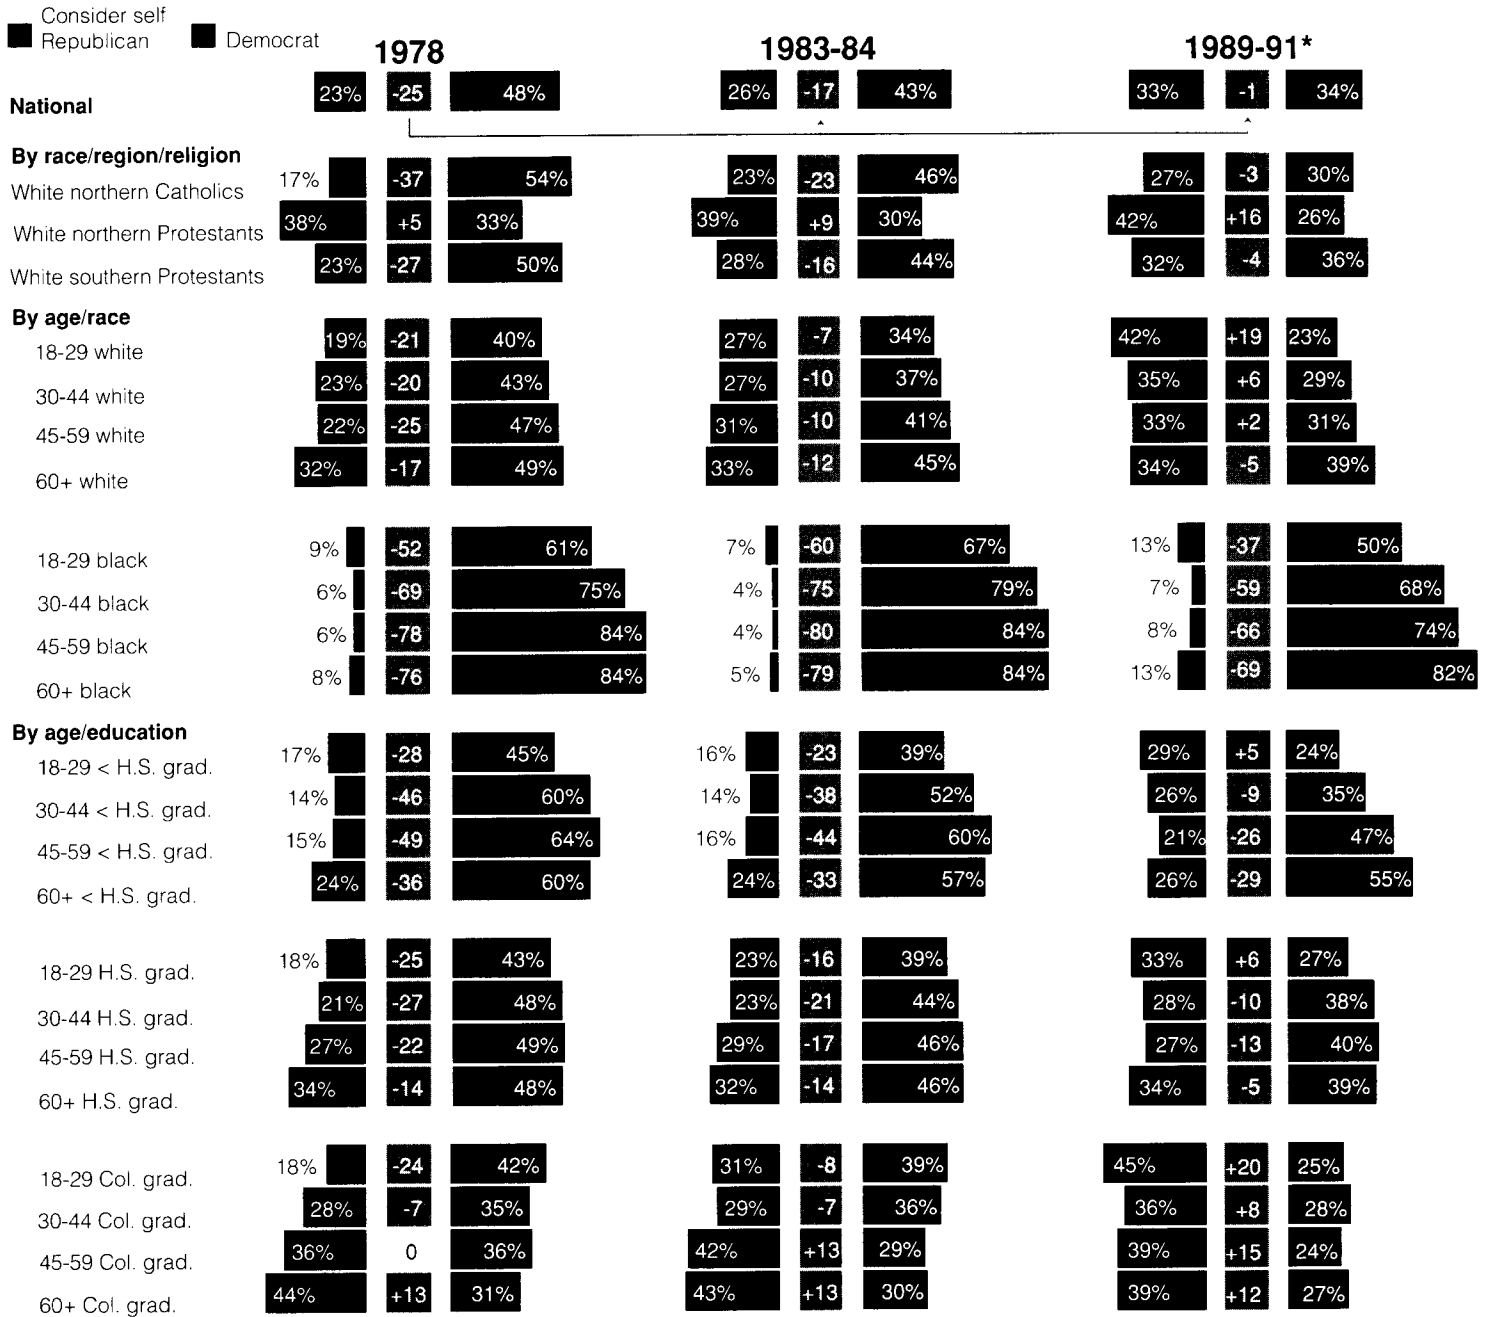 Consider self
Republican Democrat
1978 1983-84 1989-91*
National 23% -25 48% 26% -17 43% 33% -1 34%
By race/region/religion
White northern Catholics 17% -37 54% 23% -23 46% 27% -3 30%
White northern Protestants 38% +5 33% 39% +9 30% 42% +16 26%
White southern Protestants 23% -27 50% 28% -16 44% 32% -4 36%
By age/race
18-29 white 19% -21 40% 27% -7 34% 42% +19 23%
30-44 white 23% -20 43% 27% -10 37% 35% +6 29%
45-59 white 22% -25 47% 31% -10 41% 33% +2 31%
60+ white 32% -17 49% 33% -12 45% 34% -5 39%
18-29 black 9% -52 61% 7% -60 67% 13% -37 50%
30-44 black 6% -69 75% 4% -75 79% 7% -59 68%
45-59 black 6% -78 84% 4% -80 84% 8% -66 74%
60+ black 8% -76 84% 5% -79 84% 13% -69 82%
By age/education
18-29 < H.S. grad. 17% -28 45% 16% -23 39% 29% +5 24%
30-44 < H.S. grad. 14% -46 60% 14% -38 52% 26% -9 35%
45-59 < H.S. grad. 15% -49 64% 16% -44 60% 21% -26 47%
60+ < H.S. grad. 24% -36 60% 24% -33 57% 26% -29 55%
18-29 H.S. grad. 18% -25 43% 23% -16 39% 33% +6 27%
30-44 H.S. grad. 21% -27 48% 23% -21 44% 28% -10 38%
45-59 H.S. grad. 27% -22 49% 29% -17 46% 27% -13 40%
60+ H.S. grad. 34% -14 48% 32% -14 46% 34% -5 39%
18-29 Col. grad. 18% -24 42% 31% -8 39% 45% +20 25%
30-44 Col. grad. 28% -7 35% 29% -7 36% 36% +8 28%
45-59 Col. grad. 36% 0 36% 42% +13 29% 39% +15 24%
60+ Col. grad. 44% +13 31% 43% +13 30% 39% +12 27%